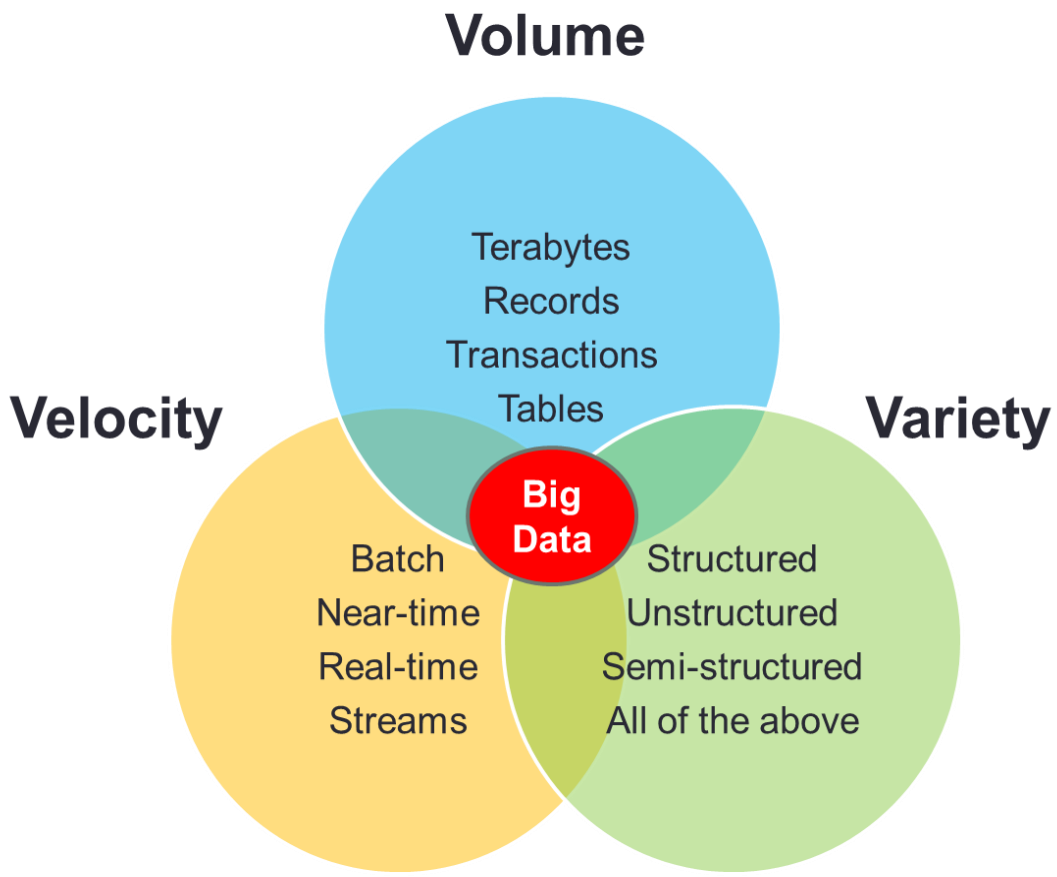 Volume
Terabytes
Records
Transactions
Tables
Velocity
Variety
Big
Data
Batch
Near-time
Real-time
Streams
Structured
Unstructured
Semi-structured
All of the above